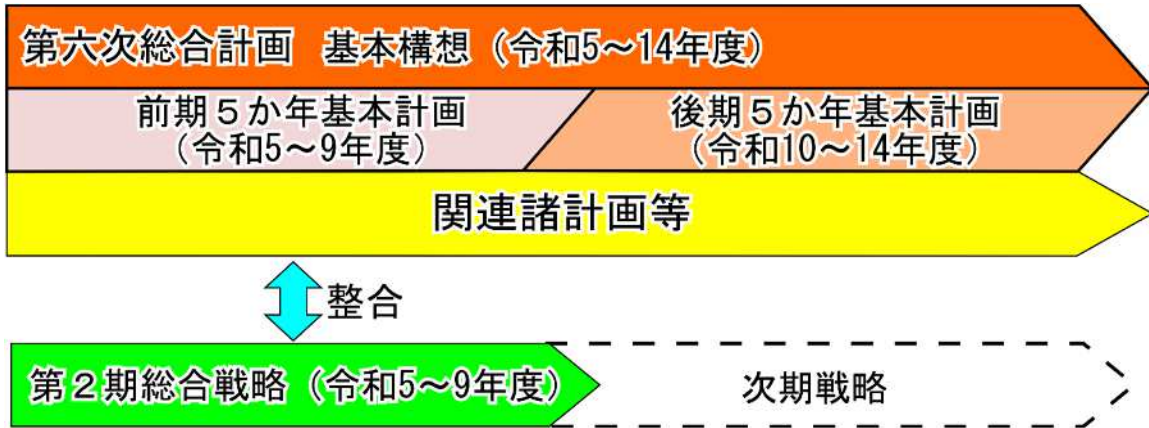 第六次総合計画 基本構想（令和5～14年度）
前期５か年基本計画
（令和5～9年度）
後期５か年基本計画
（令和10～14年度）
関連諸計画等
整合
第２期総合戦略（令和5～9年度）
次期戦略